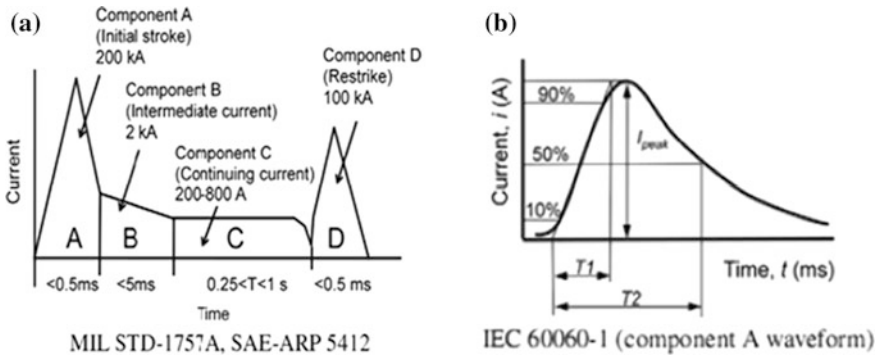 (a)
Component A
(Initial stroke)
200 kA
Component B
(Intermediate current)
2 kA
Component C
(Continuing current)
200-800 A
Component D
(Restrike)
100 kA
Current
A
B
C
D
<0.5ms
<5ms
0.25<T<1 s
<0.5 ms
Time
MIL STD-1757A, SAE-ARP 5412
(b)
Current, i (A)
90%
50%
10%
Ipeak
T1
T2
Time, t (ms)
IEC 60060-1 (component A waveform)